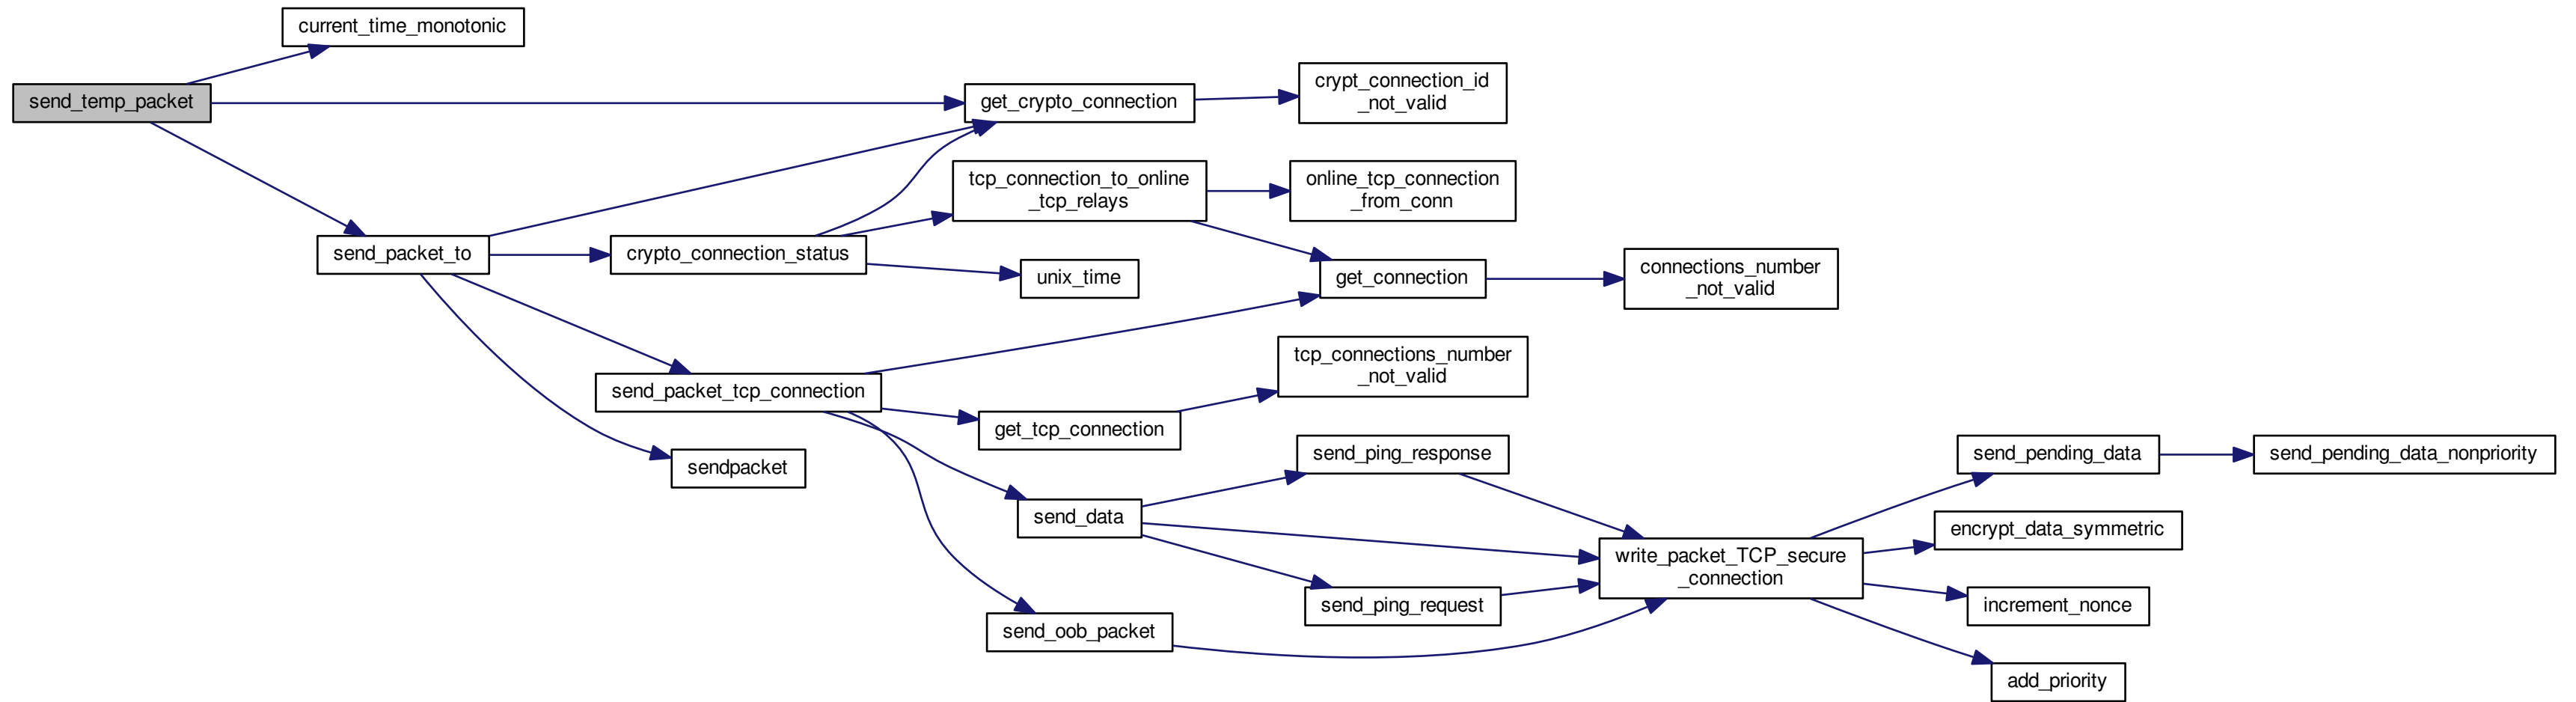 current_time_monotonic
send_temp_packet
get_crypto_connection
crypt_connection_id
_not_valid
tcp_connection_to_online
_tcp_relays
online_tcp_connection
_from_conn
send_packet_to
crypto_connection_status
unix_time
get_connection
connections_number
_not_valid
send_packet_tcp_connection
tcp_connections_number
_not_valid
get_tcp_connection
sendpacket
send_ping_response
send_pending_data
send_pending_data_nonpriority
send_data
encrypt_data_symmetric
write_packet_TCP_secure
_connection
send_ping_request
increment_nonce
send_oob_packet
add_priority